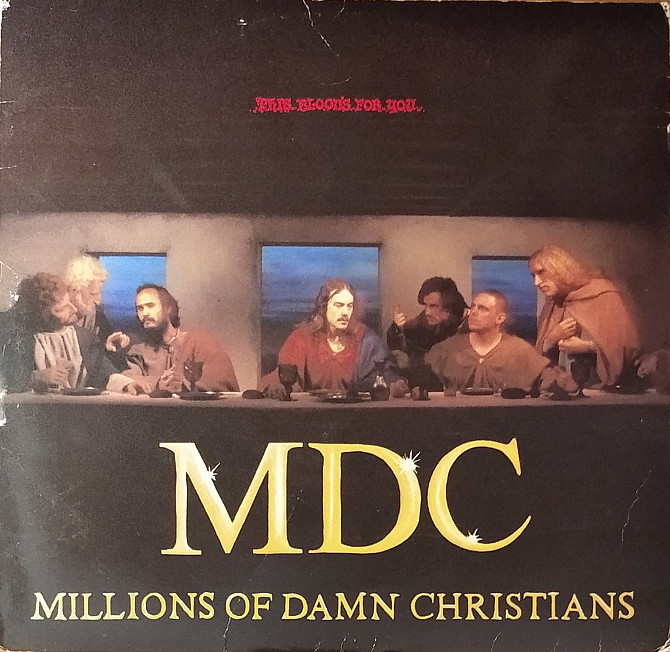 THIS BLOOD'S FOR YOU
MDC
MILLIONS OF DAMN CHRISTIANS